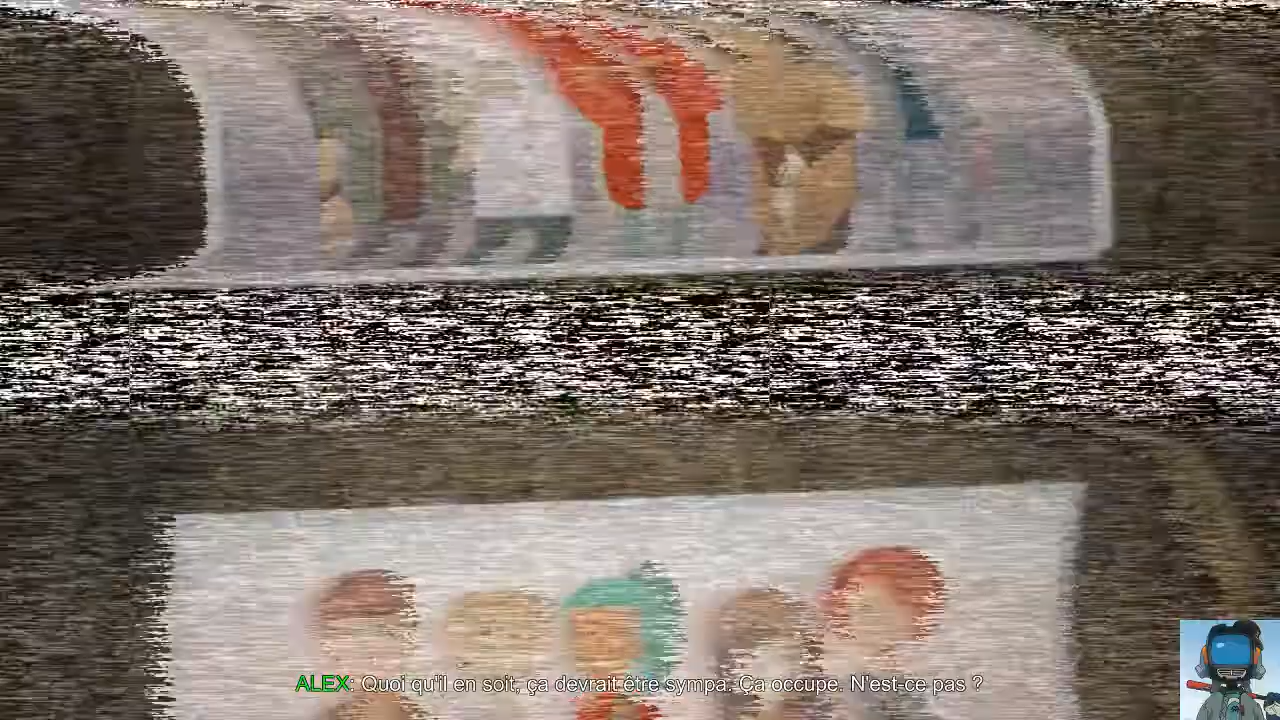 ALEX: Quoi qu'il en soit, ça devrait être sympa. Ça occupe. N'est-ce pas ?